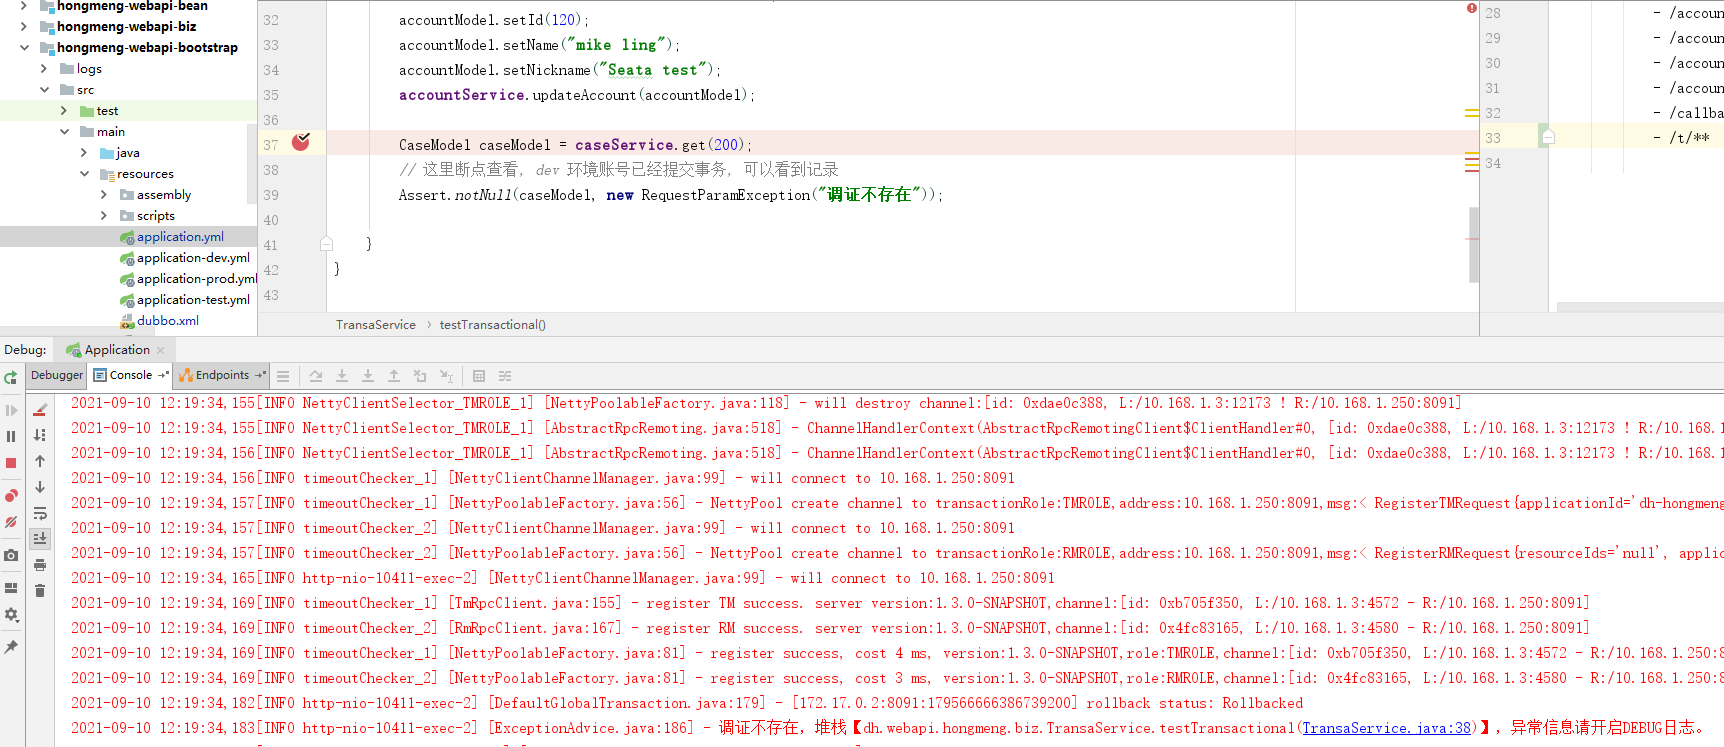 hongmeng-webapi-bean
hongmeng-webapi-biz
hongmeng-webapi-bootstrap
logs
src
test
main
java
resources
assembly
scripts
application.yml
application-dev.yml
application-prod.yml
application-test.yml
dubbo.xml
32 accountModel.setId(120);
33 accountModel.setName("mike ling");
34 accountModel.setNickname("Seata test");
35 accountService.updateAccount(accountModel);
36
37 CaseModel caseModel = caseService.get(200);
38 // 这里断点查看, dev 环境账号已经提交事务, 可以看到记录
39 Assert.notNull(caseModel, new RequestParamException("调证不存在"));
40
41 }
42 }
43
TransaService › testTransactional()
28 - /accou
29 - /accou
30 - /accou
31 - /accou
32 - /callba
33 - /t/**
34
Debug: Application
Debugger Console Endpoints
2021-09-10 12:19:34,155[INFO NettyClientSelector_TMROLE_1] [NettyPoolableFactory.java:118] - will destroy channel:[id: 0xdae0c388, L:/10.168.1.3:12173 ! R:/10.168.1.250:8091]
2021-09-10 12:19:34,155[INFO NettyClientSelector_TMROLE_1] [AbstractRpcRemoting.java:518] - ChannelHandlerContext(AbstractRpcRemotingClient$ClientHandler#0, [id: 0xdae0c388, L:/10.168.1.3:12173 ! R:/10.168.1
2021-09-10 12:19:34,156[INFO NettyClientSelector_TMROLE_1] [AbstractRpcRemoting.java:518] - ChannelHandlerContext(AbstractRpcRemotingClient$ClientHandler#0, [id: 0xdae0c388, L:/10.168.1.3:12173 ! R:/10.168.1
2021-09-10 12:19:34,156[INFO timeoutChecker_1] [NettyClientChannelManager.java:99] - will connect to 10.168.1.250:8091
2021-09-10 12:19:34,157[INFO timeoutChecker_1] [NettyPoolableFactory.java:56] - NettyPool create channel to transactionRole:TMROLE,address:10.168.1.250:8091,msg:< RegisterTMRequest{applicationId='dh-hongmeng
2021-09-10 12:19:34,157[INFO timeoutChecker_2] [NettyClientChannelManager.java:99] - will connect to 10.168.1.250:8091
2021-09-10 12:19:34,157[INFO timeoutChecker_2] [NettyPoolableFactory.java:56] - NettyPool create channel to transactionRole:RMROLE,address:10.168.1.250:8091,msg:< RegisterRMRequest{resourceIds='null', applic
2021-09-10 12:19:34,165[INFO http-nio-10411-exec-2] [NettyClientChannelManager.java:99] - will connect to 10.168.1.250:8091
2021-09-10 12:19:34,169[INFO timeoutChecker_1] [TmRpcClient.java:155] - register TM success. server version:1.3.0-SNAPSHOT,channel:[id: 0xb705f350, L:/10.168.1.3:4572 - R:/10.168.1.250:8091]
2021-09-10 12:19:34,169[INFO timeoutChecker_2] [RmRpcClient.java:167] - register RM success. server version:1.3.0-SNAPSHOT,channel:[id: 0x4fc83165, L:/10.168.1.3:4580 - R:/10.168.1.250:8091]
2021-09-10 12:19:34,169[INFO timeoutChecker_1] [NettyPoolableFactory.java:81] - register success, cost 4 ms, version:1.3.0-SNAPSHOT,role:TMROLE,channel:[id: 0xb705f350, L:/10.168.1.3:4572 - R:/10.168.1.250:8
2021-09-10 12:19:34,169[INFO timeoutChecker_2] [NettyPoolableFactory.java:81] - register success, cost 3 ms, version:1.3.0-SNAPSHOT,role:RMROLE,channel:[id: 0x4fc83165, L:/10.168.1.3:4580 - R:/10.168.1.250:8
2021-09-10 12:19:34,182[INFO http-nio-10411-exec-2] [DefaultGlobalTransaction.java:179] - [172.17.0.2:8091:179566666386739200] rollback status: Rollbacked
2021-09-10 12:19:34,183[INFO http-nio-10411-exec-2] [ExceptionAdvice.java:186] - 调证不存在, 堆栈【dh.webapi.hongmeng.biz.TransaService.testTransactional(TransaService.java:38)】, 异常信息请开启DEBUG日志。